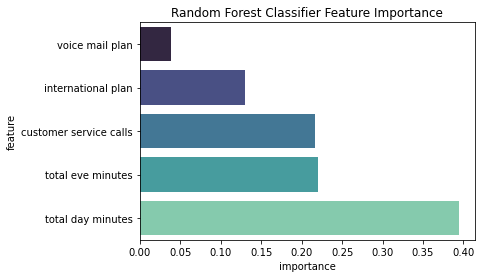 Random Forest Classifier Feature Importance
voice mail plan
international plan
customer service calls
total eve minutes
total day minutes
feature
0.00 0.05 0.10 0.15 0.20 0.25 0.30 0.35 0.40
importance